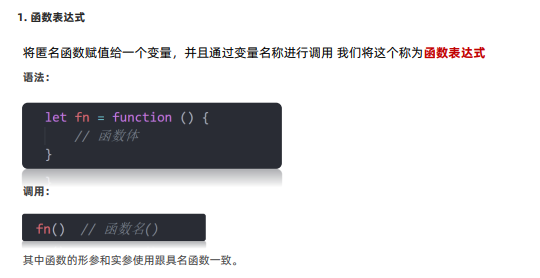 1. 函数表达式
将匿名函数赋值给一个变量，并且通过变量名称进行调用 我们将这个称为函数表达式
语法：
let fn = function () {
// 函数体
}
调用：
fn() // 函数名()
其中函数的形参和实参使用跟具名函数一致。